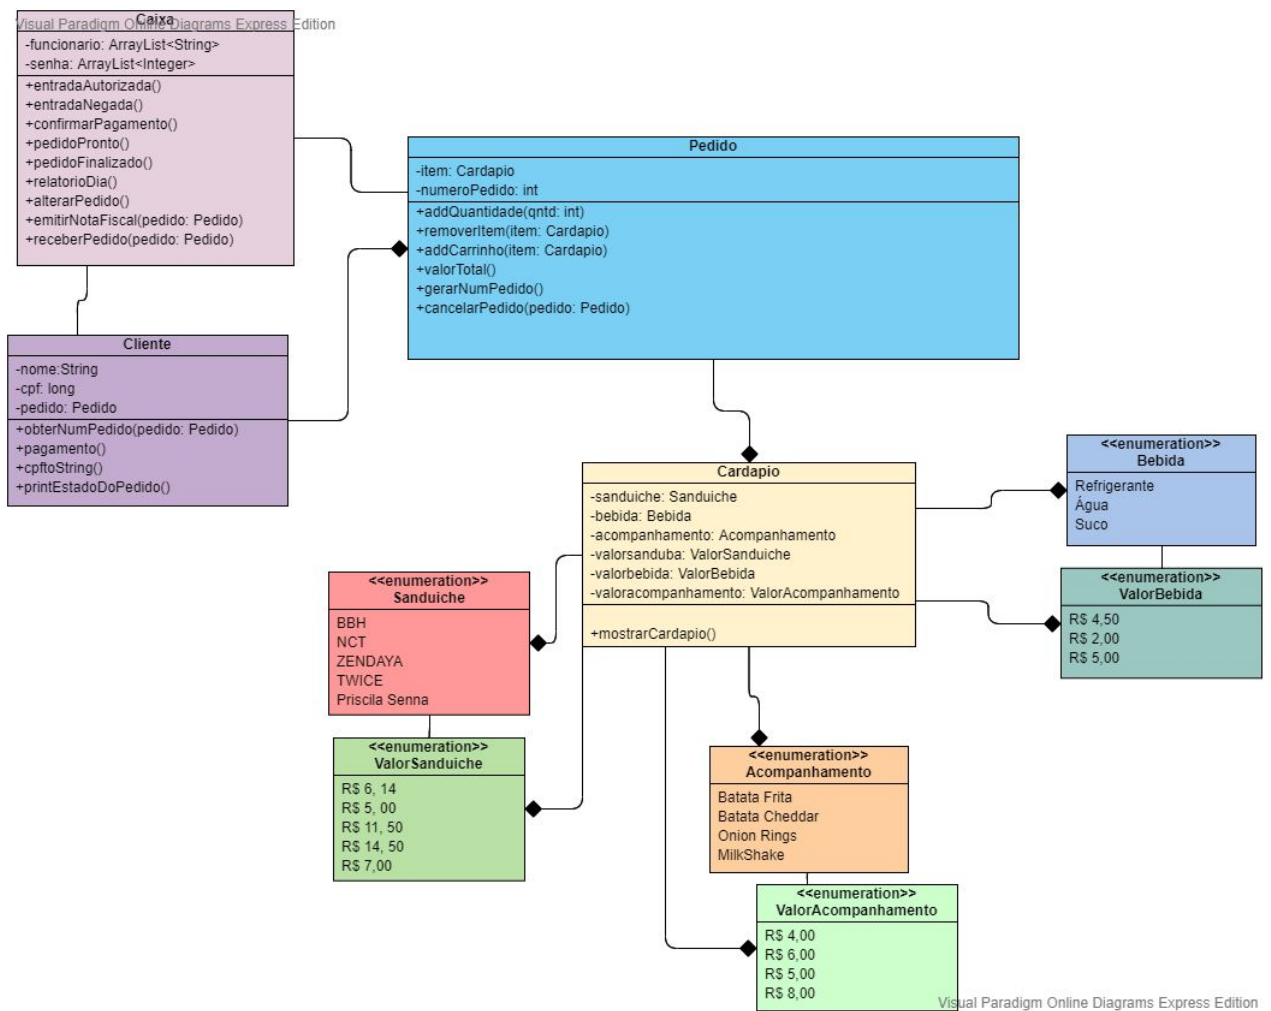 Visual Paradigm Online Diagrams Express Edition
Caixa
-funcionario: ArrayList<String>
-senha: ArrayList<Integer>
+entradaAutorizada()
+entradaNegada()
+confirmarPagamento()
+pedidoPronto()
+pedidoFinalizado()
+relatorioDia()
+alterarPedido()
+emitirNotaFiscal(pedido: Pedido)
+receberPedido(pedido: Pedido)
Pedido
-item: Cardapio
-numeroPedido: int
+addQuantidade(qntd: int)
+removerItem(item: Cardapio)
+addCarrinho(item: Cardapio)
+valorTotal()
+gerarNumPedido()
+cancelarPedido(pedido: Pedido)
Cliente
-nome:String
-cpf: long
-pedido: Pedido
+obterNumPedido(pedido: Pedido)
+pagamento()
+cpftoString()
+printEstadoDoPedido()
Cardapio
-sanduiche: Sanduiche
-bebida: Bebida
-acompanhamento: Acompanhamento
-valorsanduba: ValorSanduiche
-valorbebida: ValorBebida
-valoracompanhamento: ValorAcompanhamento
+mostrarCardapio()
<<enumeration>>
Bebida
Refrigerante
Água
Suco
<<enumeration>>
ValorBebida
R$ 4,50
R$ 2,00
R$ 5,00
<<enumeration>>
Sanduiche
BBH
NCT
ZENDAYA
TWICE
Priscila Senna
<<enumeration>>
ValorSanduiche
R$ 6, 14
R$ 5, 00
R$ 11, 50
R$ 14, 50
R$ 7,00
<<enumeration>>
Acompanhamento
Batata Frita
Batata Cheddar
Onion Rings
MilkShake
<<enumeration>>
ValorAcompanhamento
R$ 4,00
R$ 6,00
R$ 5,00
R$ 8,00
Visual Paradigm Online Diagrams Express Edition